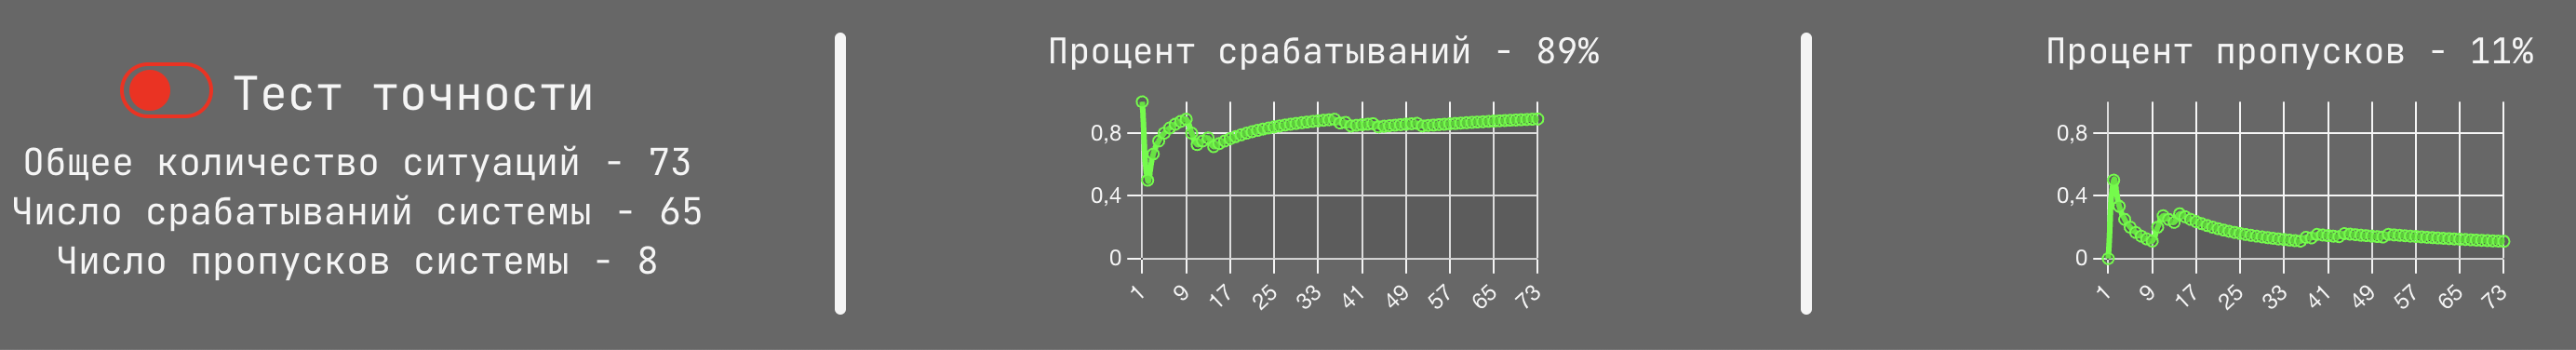 Тест точности
Общее количество ситуаций - 73
Число срабатываний системы - 65
Число пропусков системы - 8
Процент срабатываний - 89%
0,8
0,4
0
1 9 17 25 33 41 49 57 65 73
Процент пропусков - 11%
0,8
0,4
0
1 9 17 25 33 41 49 57 65 73